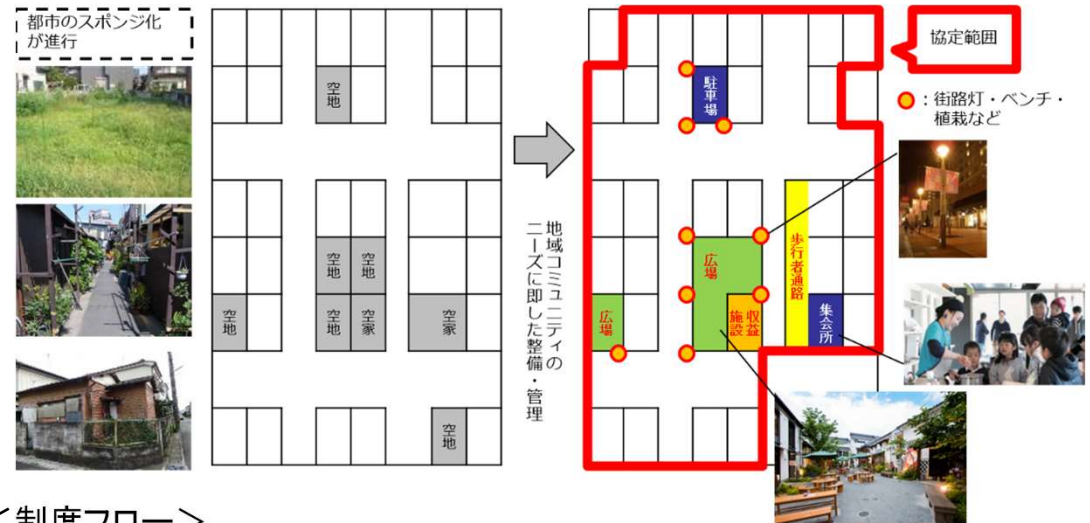 都市のスポンジ化
が進行
空地
空地
空地
空地
空家
空地
空家
空地
地域コミュニティの
ニーズに即した整備・管理
協定範囲
：街路灯・ベンチ・
植栽など
駐車場
広場
歩行者通路
広場
収益
施設
集会所
＜制度フロー＞